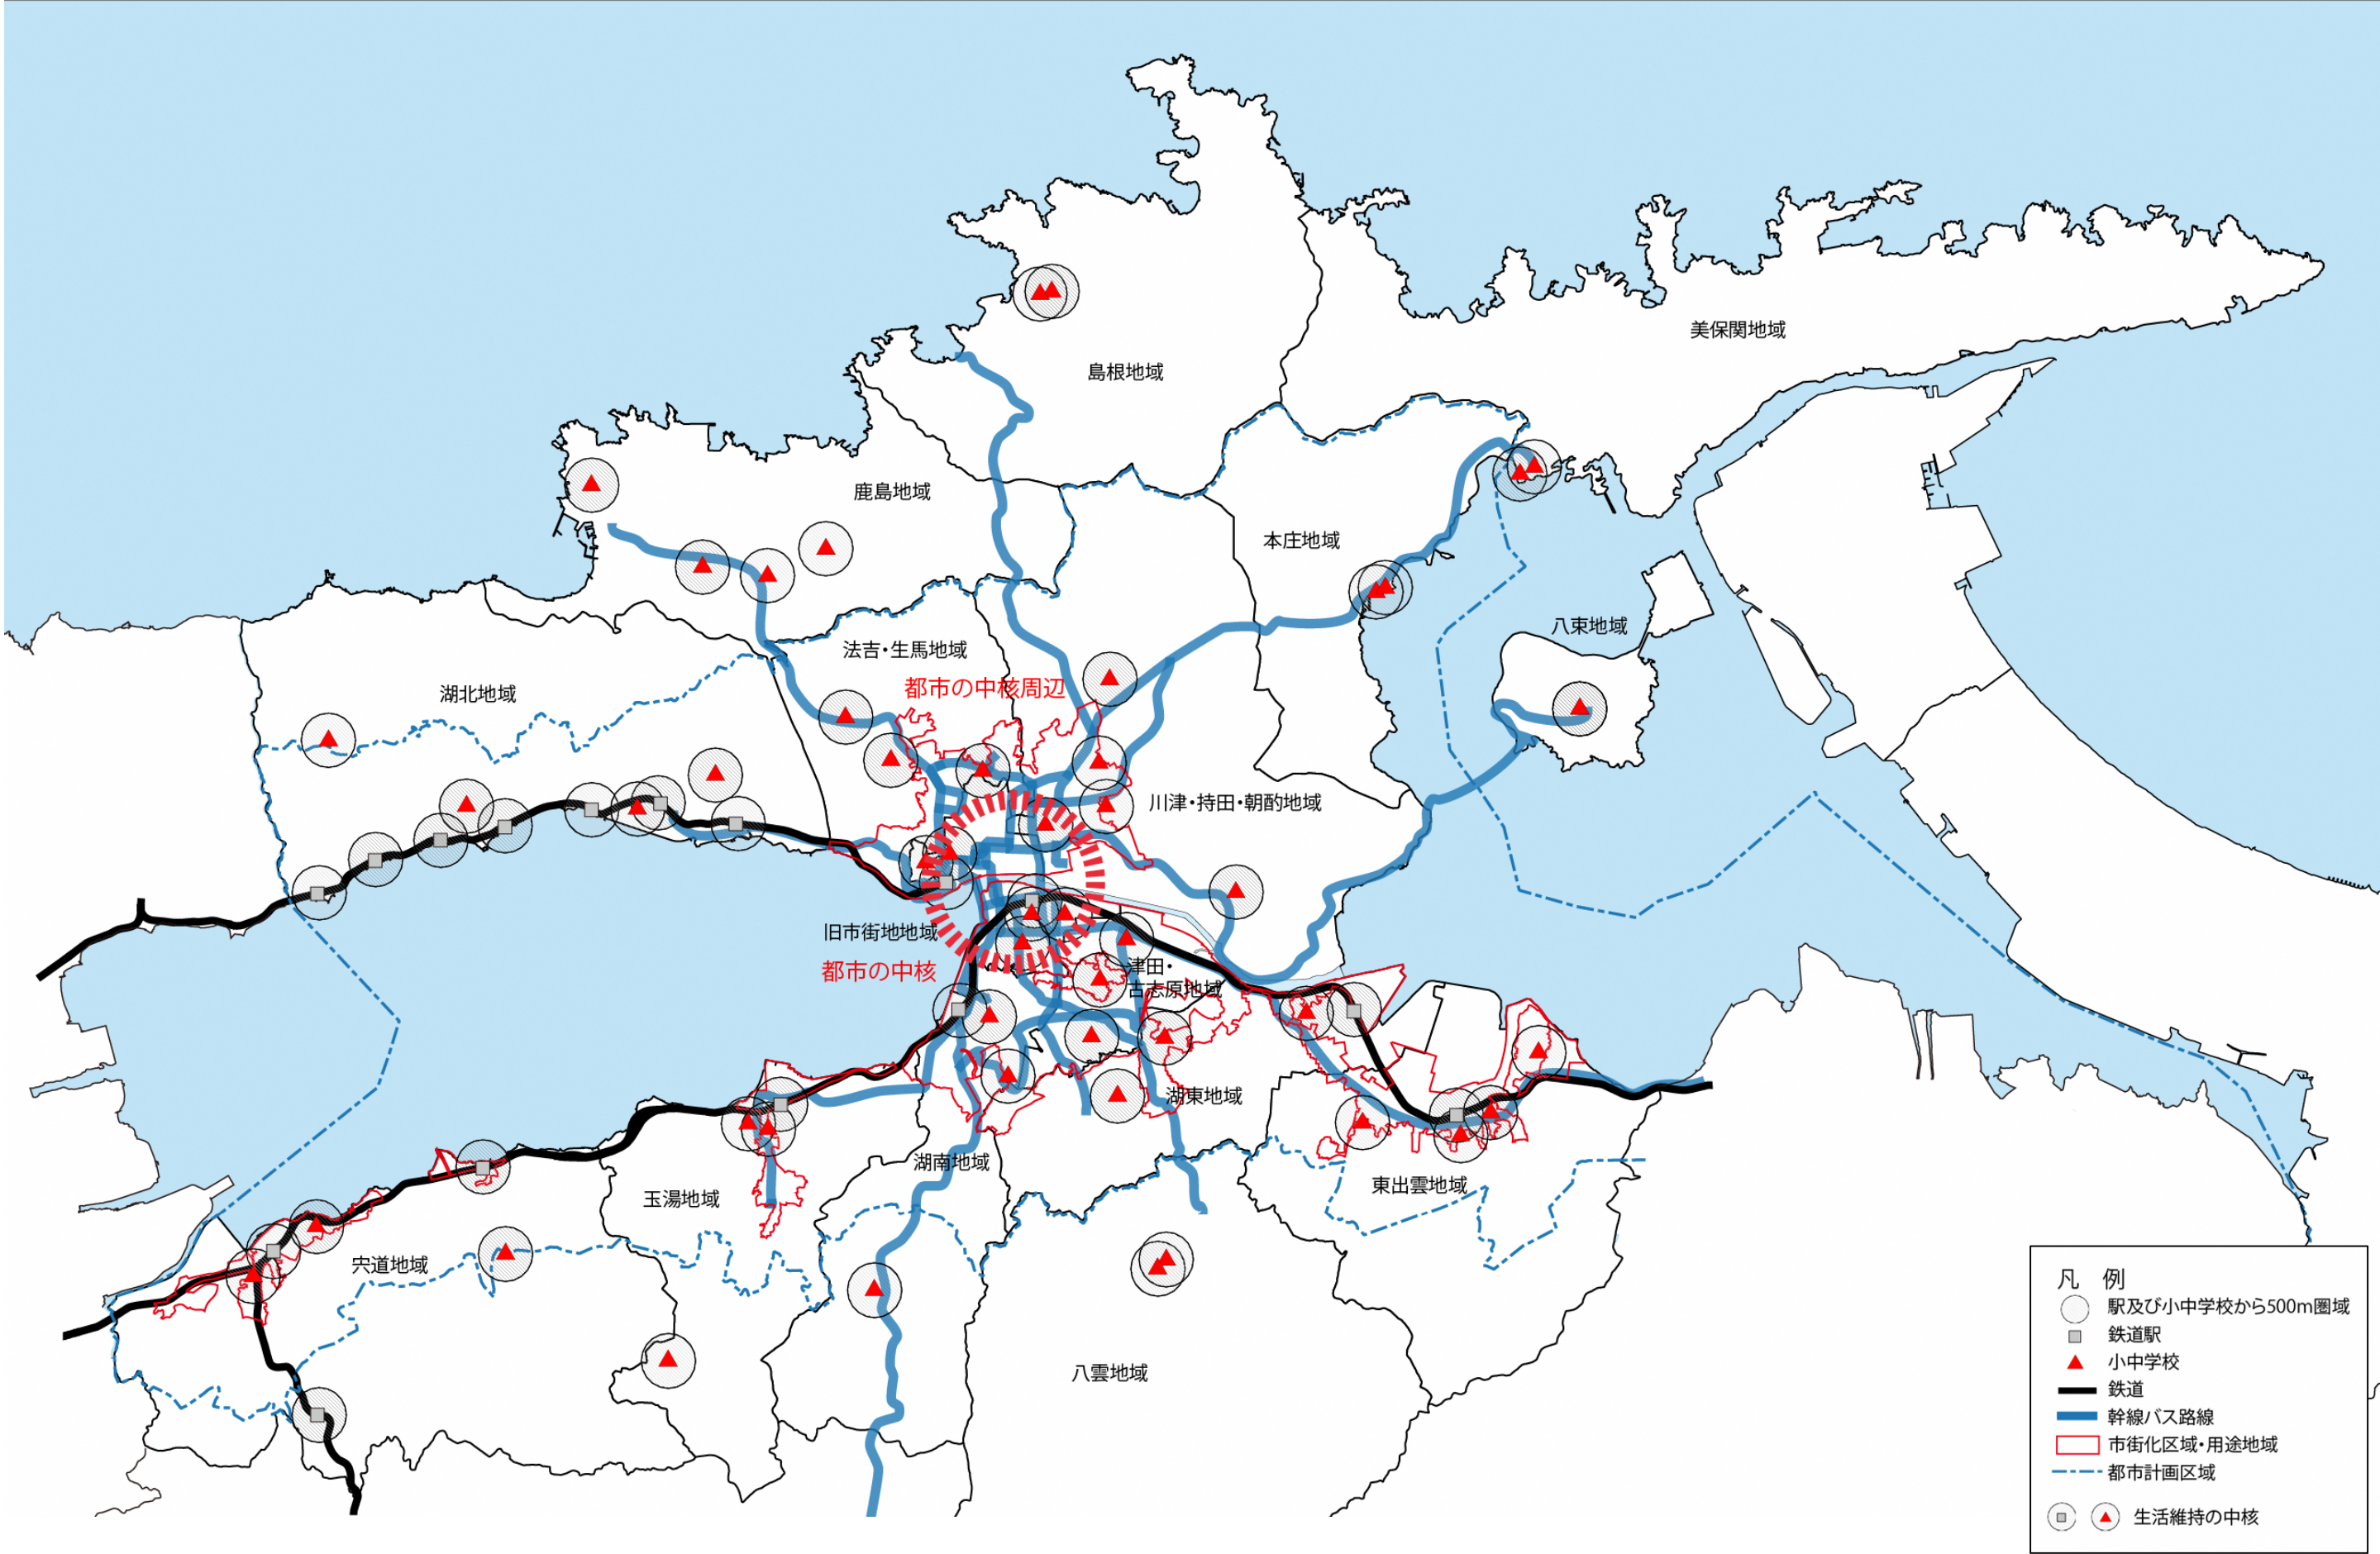 美保関地域
島根地域
鹿島地域
本庄地域
八束地域
法吉・生馬地域
都市の中核周辺
湖北地域
川津・持田・朝酌地域
旧市街地地域
都市の中核
津田・
古志原地域
湖東地域
湖南地域
玉湯地域
東出雲地域
宍道地域
八雲地域
凡 例
駅及び小中学校から500m圏域
鉄道駅
小中学校
鉄道
幹線バス路線
市街化区域・用途地域
都市計画区域
生活維持の中核